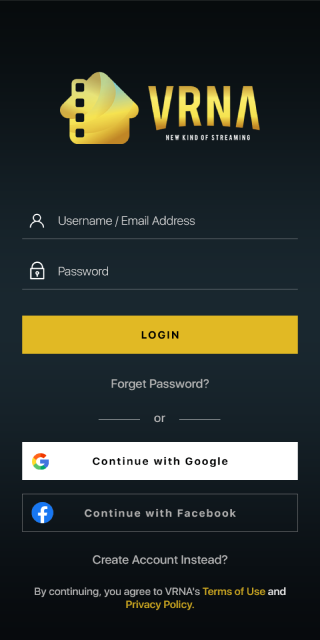 VRNA
NEW KIND OF STREAMING
Username / Email Address
Password
LOGIN
Forget Password?
or
Continue with Google
Continue with Facebook
Create Account Instead?
By continuing, you agree to VRNA's Terms of Use and
Privacy Policy.